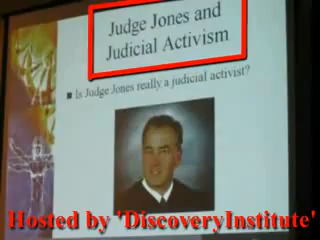 Judge Jones and
Judicial Activism
Is Judge Jones really a judicial activist?
Hosted by 'DiscoveryInstitute'